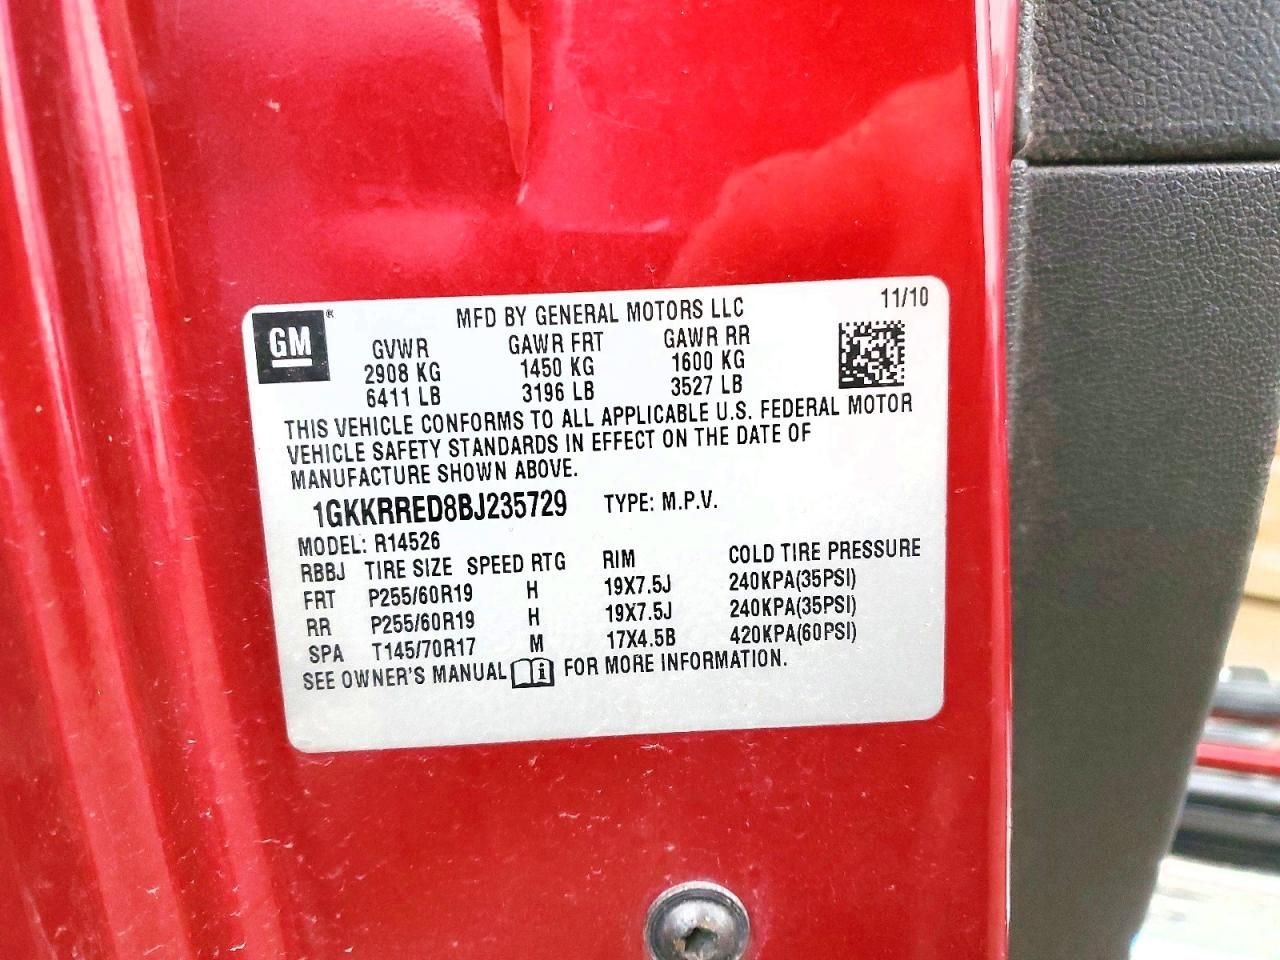 GM®
MFD BY GENERAL MOTORS LLC 11/10
GVWR GAWR FRT GAWR RR
2908 KG 1450 KG 1600 KG
6411 LB 3196 LB 3527 LB
THIS VEHICLE CONFORMS TO ALL APPLICABLE U.S. FEDERAL MOTOR
VEHICLE SAFETY STANDARDS IN EFFECT ON THE DATE OF
MANUFACTURE SHOWN ABOVE.
1GKKRRED8BJ235729 TYPE: M.P.V.
MODEL: R14526
RBBJ TIRE SIZE SPEED RTG RIM COLD TIRE PRESSURE
FRT P255/60R19 H 19X7.5J 240KPA(35PSI)
RR P255/60R19 H 19X7.5J 240KPA(35PSI)
SPA T145/70R17 M 17X4.5B 420KPA(60PSI)
SEE OWNER'S MANUAL i FOR MORE INFORMATION.